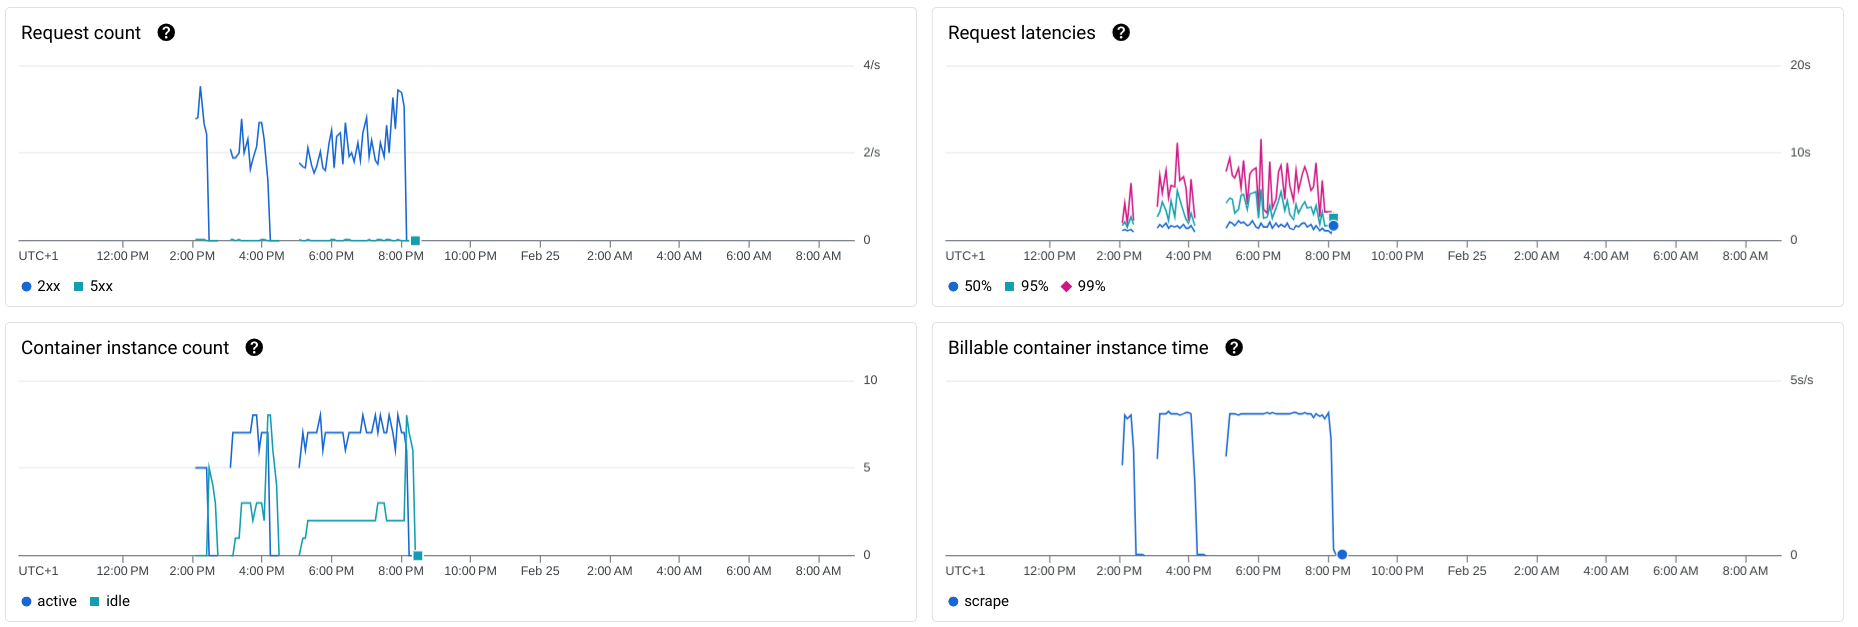 Request count ?
4/s
2/s
0
UTC+1 12:00 PM 2:00 PM 4:00 PM 6:00 PM 8:00 PM 10:00 PM Feb 25 2:00 AM 4:00 AM 6:00 AM 8:00 AM
2xx 5xx
Request latencies ?
20s
10s
0
UTC+1 12:00 PM 2:00 PM 4:00 PM 6:00 PM 8:00 PM 10:00 PM Feb 25 2:00 AM 4:00 AM 6:00 AM 8:00 AM
50% 95% 99%
Container instance count ?
10
5
0
UTC+1 12:00 PM 2:00 PM 4:00 PM 6:00 PM 8:00 PM 10:00 PM Feb 25 2:00 AM 4:00 AM 6:00 AM 8:00 AM
active idle
Billable container instance time ?
5s/s
0
UTC+1 12:00 PM 2:00 PM 4:00 PM 6:00 PM 8:00 PM 10:00 PM Feb 25 2:00 AM 4:00 AM 6:00 AM 8:00 AM
scrape